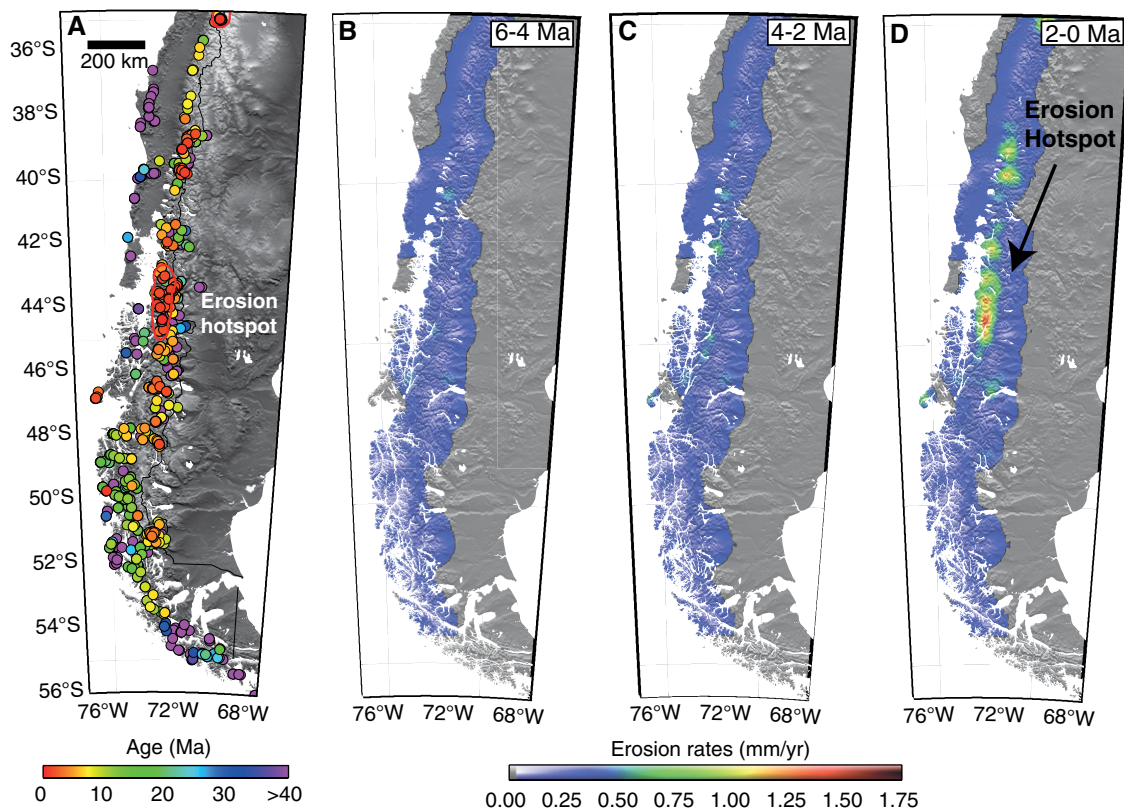 A
200 km
36°S
38°S
40°S
42°S
44°S
46°S
48°S
50°S
52°S
54°S
56°S
Erosion
hotspot
76°W 72°W 68°W
Age (Ma)
0 10 20 30 >40
B
6-4 Ma
76°W 72°W 68°W
C
4-2 Ma
76°W 72°W 68°W
D
2-0 Ma
Erosion
Hotspot
76°W 72°W 68°W
Erosion rates (mm/yr)
0.00 0.25 0.50 0.75 1.00 1.25 1.50 1.75